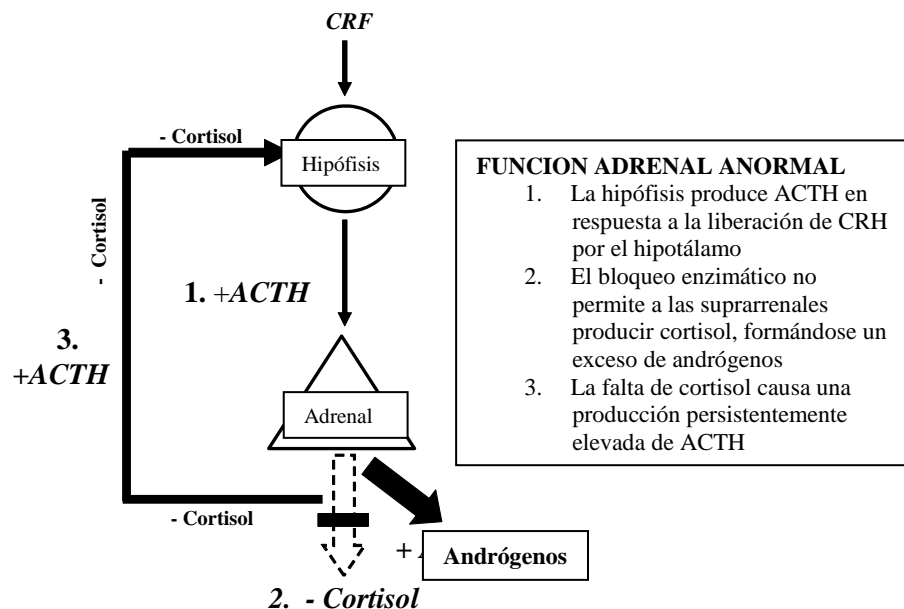 CRF
- Cortisol
Hipófisis
- Cortisol
1. +ACTH
3.
+ACTH
Adrenal
- Cortisol
+
Andrógenos
2. - Cortisol
FUNCION ADRENAL ANORMAL
1. La hipófisis produce ACTH en
respuesta a la liberación de CRH
por el hipotálamo
2. El bloqueo enzimático no
permite a las suprarrenales
producir cortisol, formándose un
exceso de andrógenos
3. La falta de cortisol causa una
producción persistentemente
elevada de ACTH